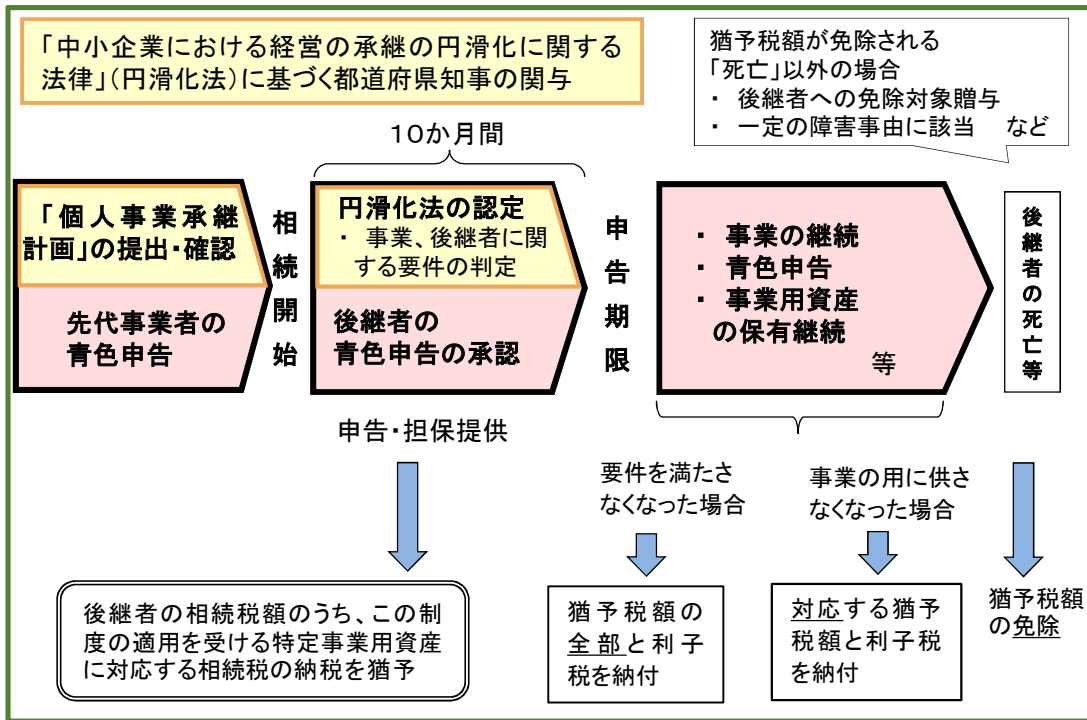 「中小企業における経営の承継の円滑化に関する
法律」(円滑化法)に基づく都道府県知事の関与
猶予税額が免除される
「死亡」以外の場合
・ 後継者への免除対象贈与
・ 一定の障害事由に該当 など
10か月間
「個人事業承継
計画」の提出・確認
先代事業者の
青色申告
相続開始
円滑化法の認定
・ 事業、後継者に関
する要件の判定
後継者の
青色申告の承認
申告期限
・ 事業の継続
・ 青色申告
・ 事業用資産
の保有継続
等
後継者の死亡等
申告・担保提供
要件を満たさ
なくなった場合
事業の用に供さ
なくなった場合
後継者の相続税額のうち、この制
度の適用を受ける特定事業用資産
に対応する相続税の納税を猶予
猶予税額の
全部と利子
税を納付
対応する猶予
税額と利子税
を納付
猶予税額
の免除